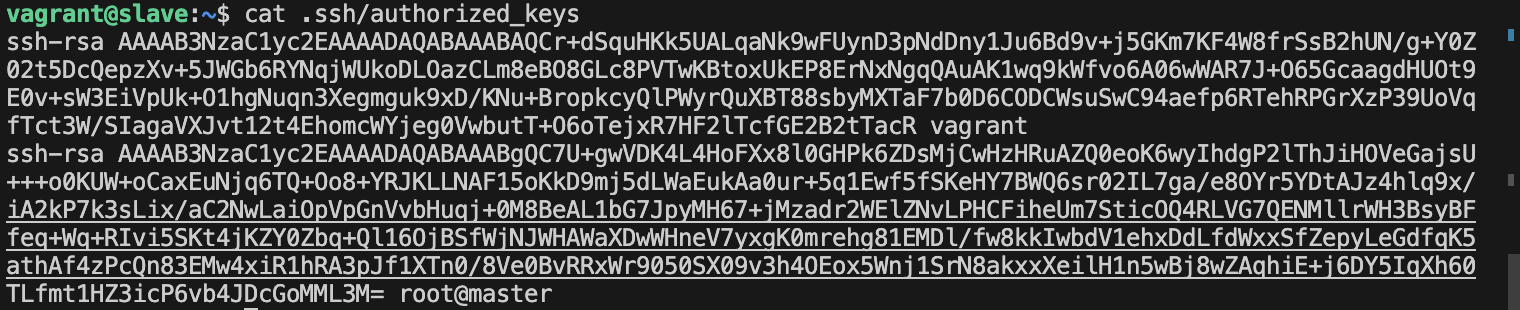 vagrant@slave:~$ cat .ssh/authorized_keys
ssh-rsa AAAAB3NzaC1yc2EAAAADAQABAAABAQCr+dSquHKk5UALqaNk9wFUynD3pNdDny1Ju6Bd9v+j5GKm7KF4W8frSsB2hUN/g+Y0Z
02t5DcQepzXv+5JWGb6RYNqjWUkoDLOazCLm8eBO8GLc8PVTwKBtoxUkEP8ErNxNgqQAuAK1wq9kWfvo6A06wWAR7J+O65GcaagdHUOt9
E0v+sW3EiVpUk+O1hgNuqn3Xegmguk9xD/KNu+BropkcyQlPWyrQuXBT88sbyMXTaF7b0D6CODCWsuSwC94aefp6RTehRPGrXzP39UoVq
fTct3W/SIagaVXJvt12t4EhomcWYjeg0VwbutT+O6oTejxR7HF2lTcfGE2B2tTacR vagrant
ssh-rsa AAAAB3NzaC1yc2EAAAADAQABAAABgQC7U+gwVDK4L4HoFXx8l0GHPk6ZDsMjCwHzHRuAZQ0eoK6wyIhdgP2lThJiHOVeGajsU
+++o0KUW+oCaxEuNjq6TQ+Oo8+YRJKLLNAF15oKkD9mj5dLWaEukAa0ur+5q1Ewf5fSKeHY7BWQ6sr02IL7ga/e8OYr5YDtAJz4hlq9x/
iA2kP7k3sLix/aC2NwLaiOpVpGnVvbHuqj+0M8BeAL1bG7JpyMH67+jMzadr2WElZNvLPHCFiheUm7SticOQ4RLVG7QENMllrWH3BsyBF
feq+Wq+RIvi5SKt4jKZY0Zbq+Ql16OjBSfWjNJWHAWaXDwWHneV7yxgK0mrehg81EMDl/fw8kkIwbdV1ehxDdLfdWxxSfZepyLeGdfqK5
athAf4zPcQn83EMw4xiR1hRA3pJf1XTn0/8Ve0BvRRxWr9050SX09v3h4OEox5Wnj1SrN8akxxXeilH1n5wBj8wZAqhiE+j6DY5IqXh60
TLfmt1HZ3icP6vb4JDcGoMML3M= root@master